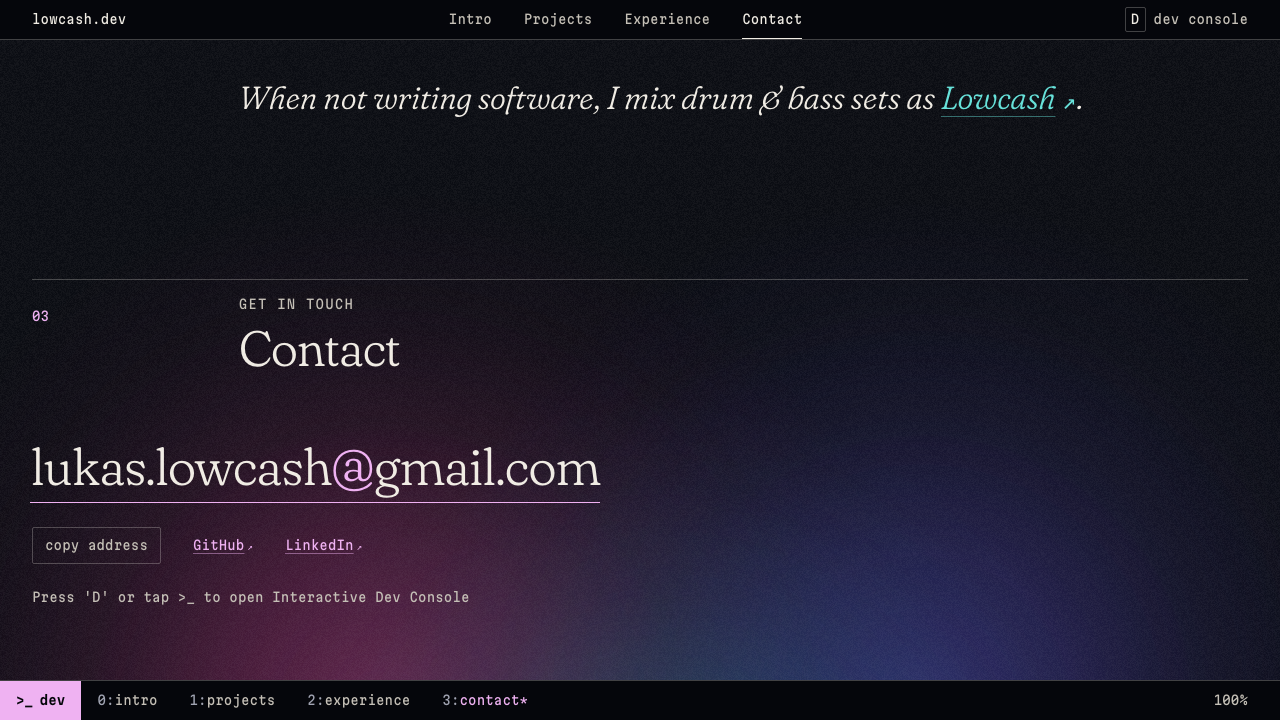 lowcash.dev
Intro Projects Experience Contact
D dev console
When not writing software, I mix drum & bass sets as Lowcash ↗.
03
GET IN TOUCH
Contact
lukas.lowcash@gmail.com
copy address GitHub↗ LinkedIn↗
Press 'D' or tap >_ to open Interactive Dev Console
>_ dev 0:intro 1:projects 2:experience 3:contact* 100%